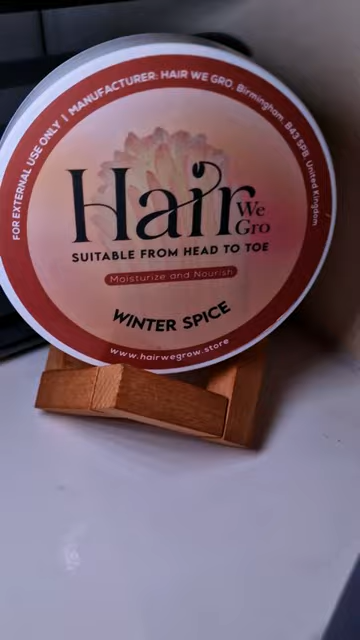 FOR EXTERNAL USE ONLY | MANUFACTURER: HAIR WE GRO, Birmingham, B43 5PB, United Kingdom
Hair
We
Gro
SUITABLE FROM HEAD TO TOE
Moisturize and Nourish
WINTER SPICE
www.hairwegrow.store